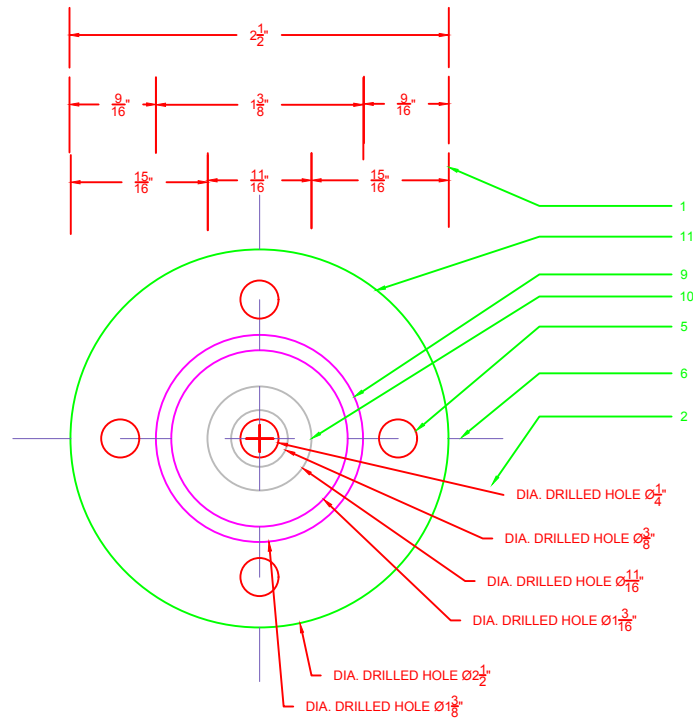 2 1/2"
9/16" 1 3/8" 9/16"
15/16" 11/16" 15/16"
1
11
9
10
5
6
2
DIA. DRILLED HOLE Ø1/4"
DIA. DRILLED HOLE Ø3/8"
DIA. DRILLED HOLE Ø11/16"
DIA. DRILLED HOLE Ø1 3/16"
DIA. DRILLED HOLE Ø2 1/2"
DIA. DRILLED HOLE Ø1 3/8"